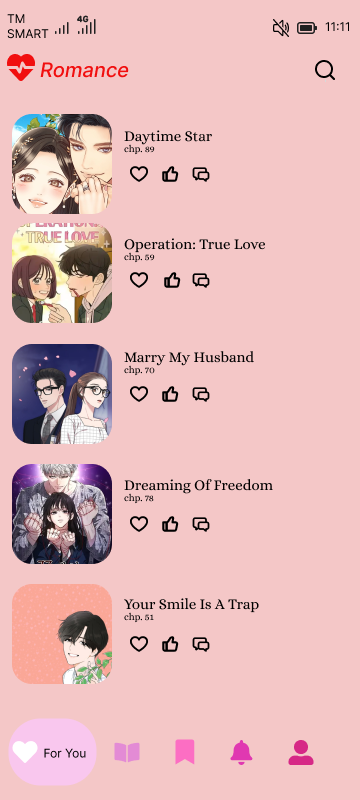 TM
SMART
4G
11:11
Romance
Daytime Star
chp. 89
OPERATION:
TRUE LOVE
Operation: True Love
chp. 59
Marry My Husband
chp. 70
Dreaming Of Freedom
chp. 78
Your Smile Is A Trap
chp. 51
For You